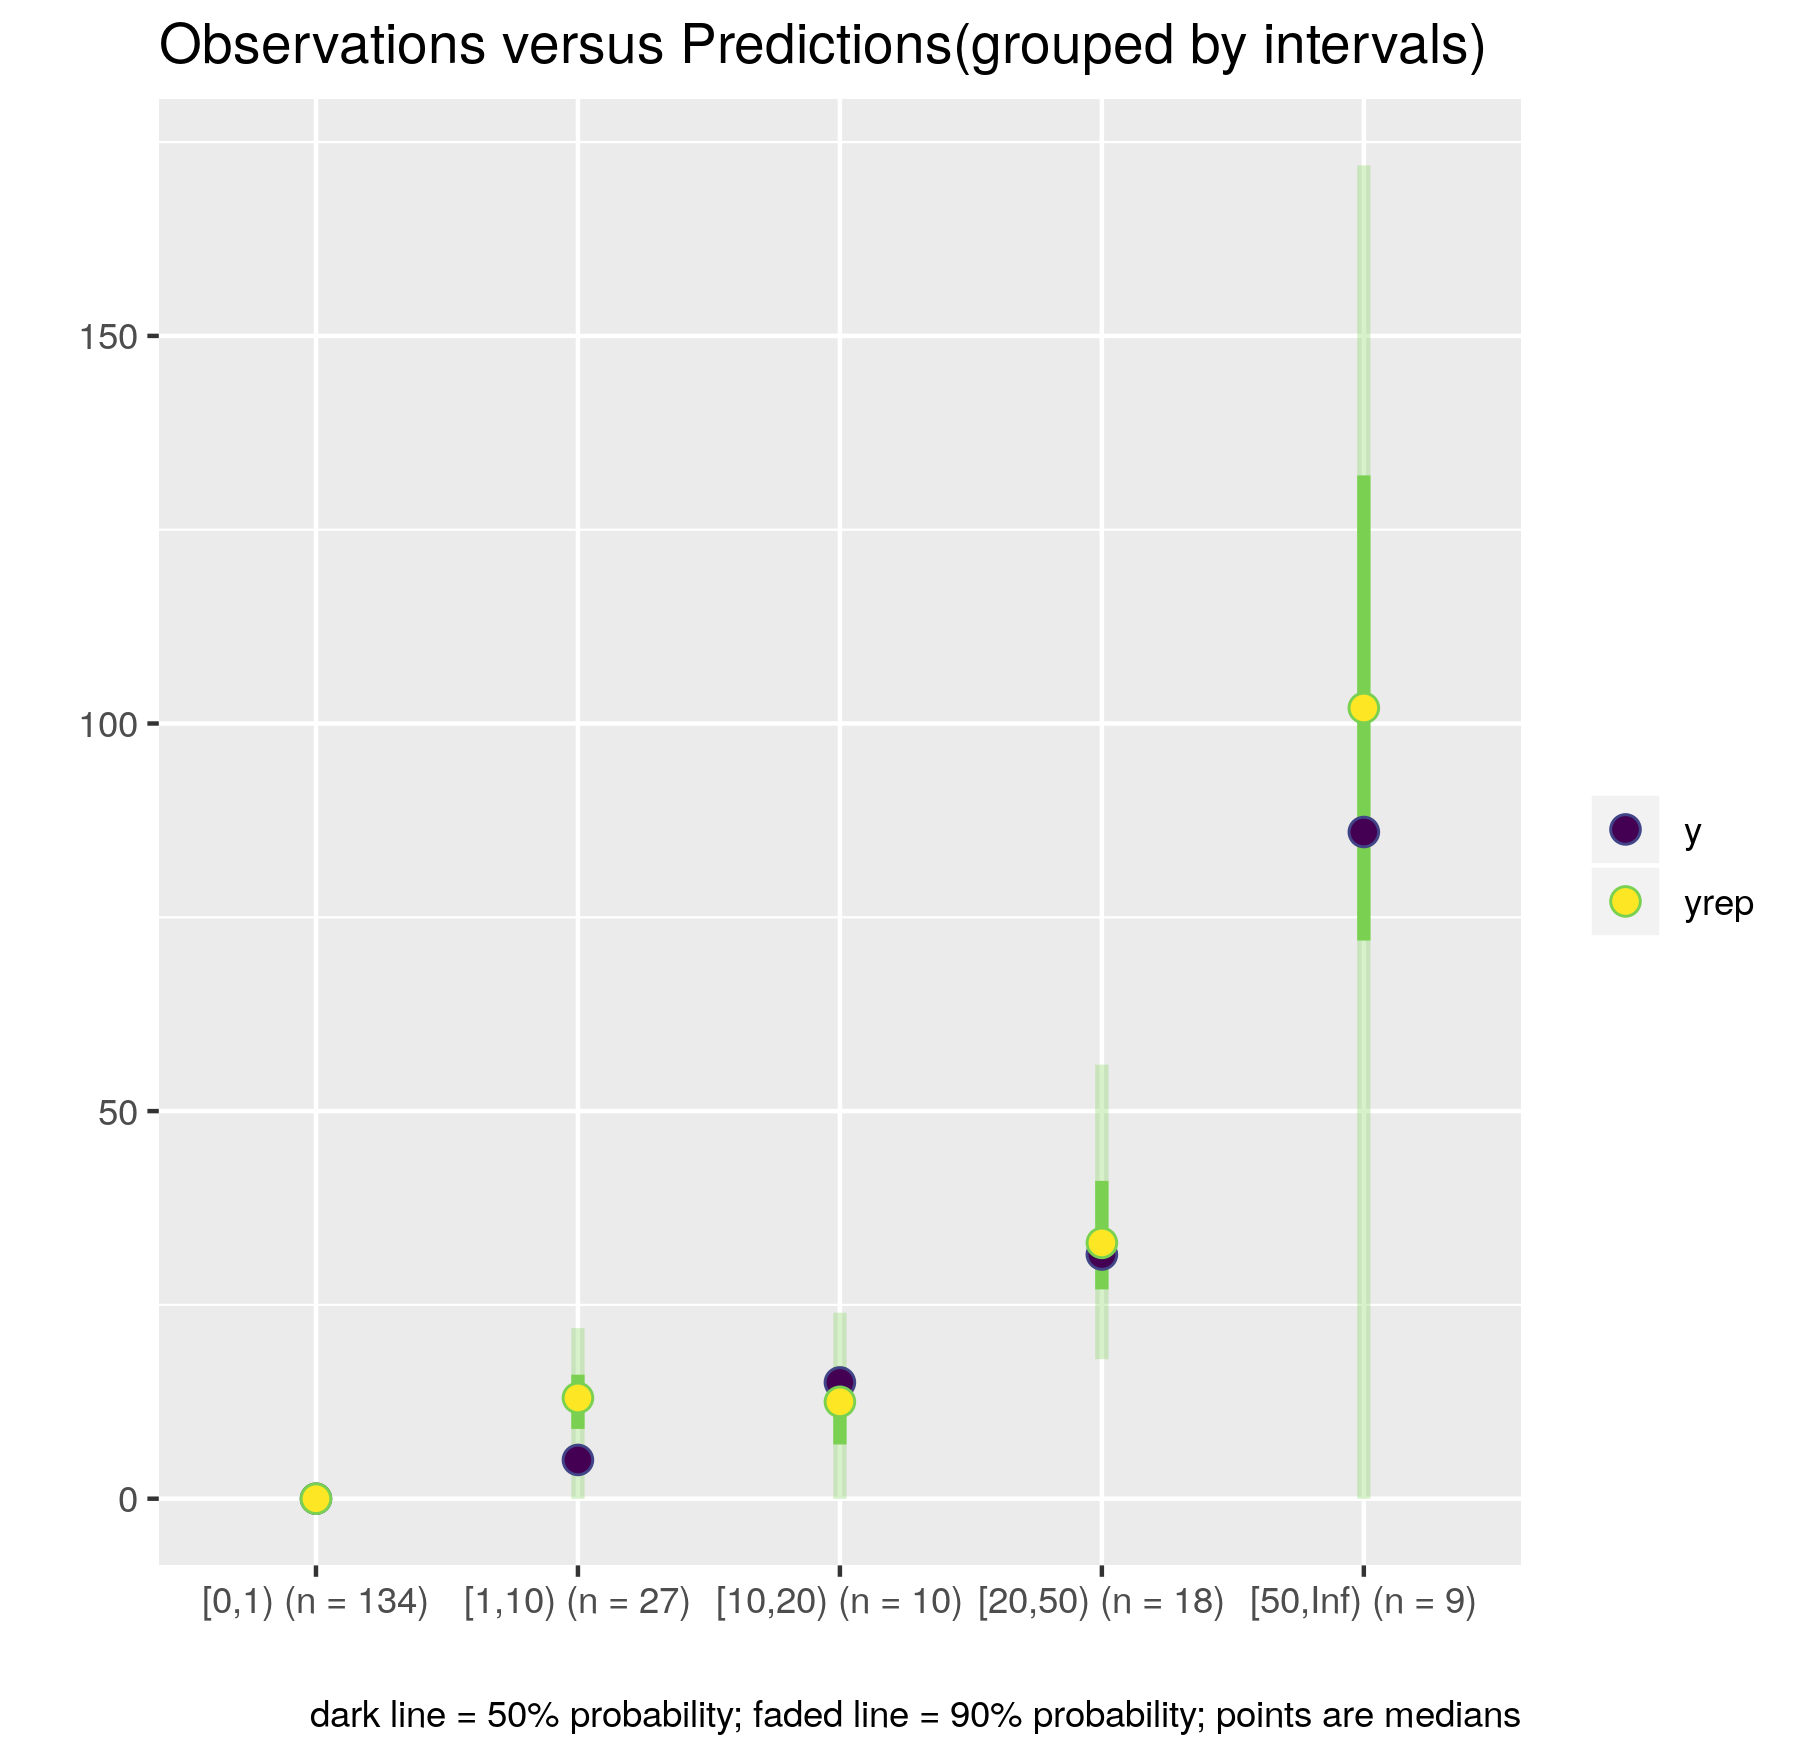 Observations versus Predictions(grouped by intervals)
150
100
50
0
y
yrep
[0,1) (n = 134) [1,10) (n = 27) [10,20) (n = 10) [20,50) (n = 18) [50,Inf) (n = 9)
dark line = 50% probability; faded line = 90% probability; points are medians